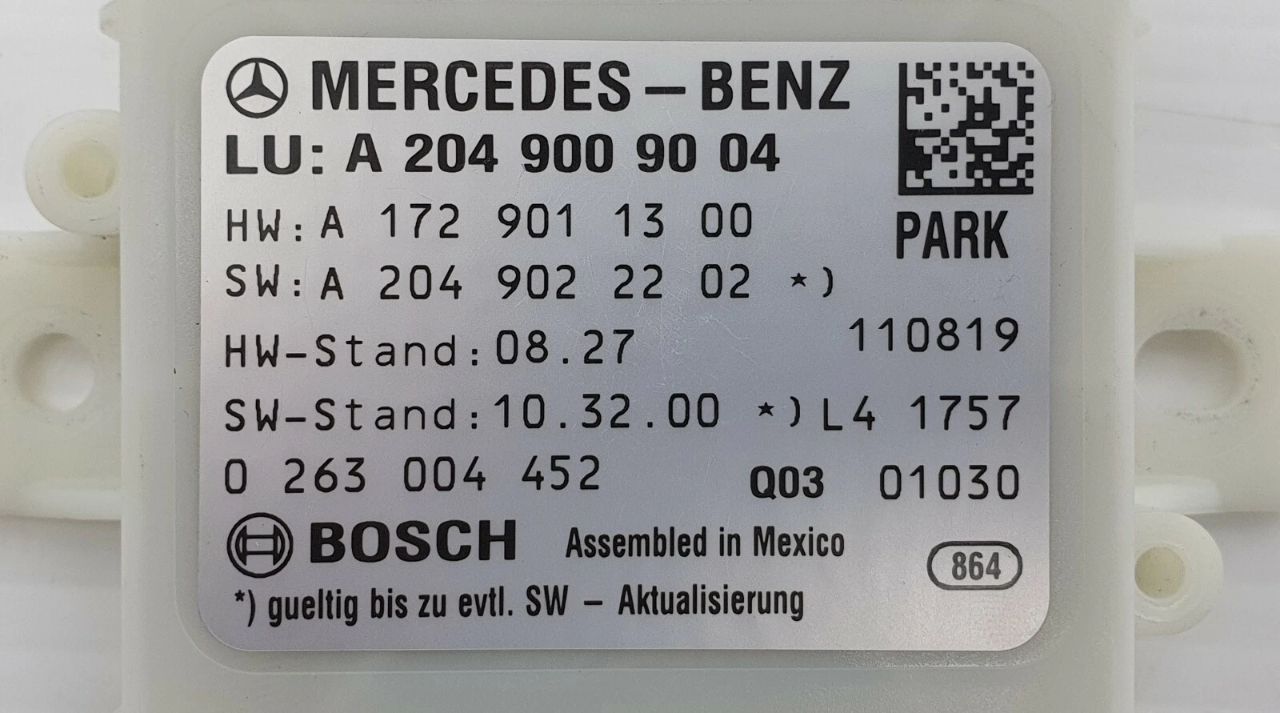 MERCEDES-BENZ
LU: A 204 900 90 04
HW: A 172 901 13 00
PARK
SW: A 204 902 22 02 *)
HW-Stand: 08.27 110819
SW-Stand: 10.32.00 *) L4 1757
0 263 004 452 Q03 01030
BOSCH Assembled in Mexico 864
*) gueltig bis zu evtl. SW - Aktualisierung